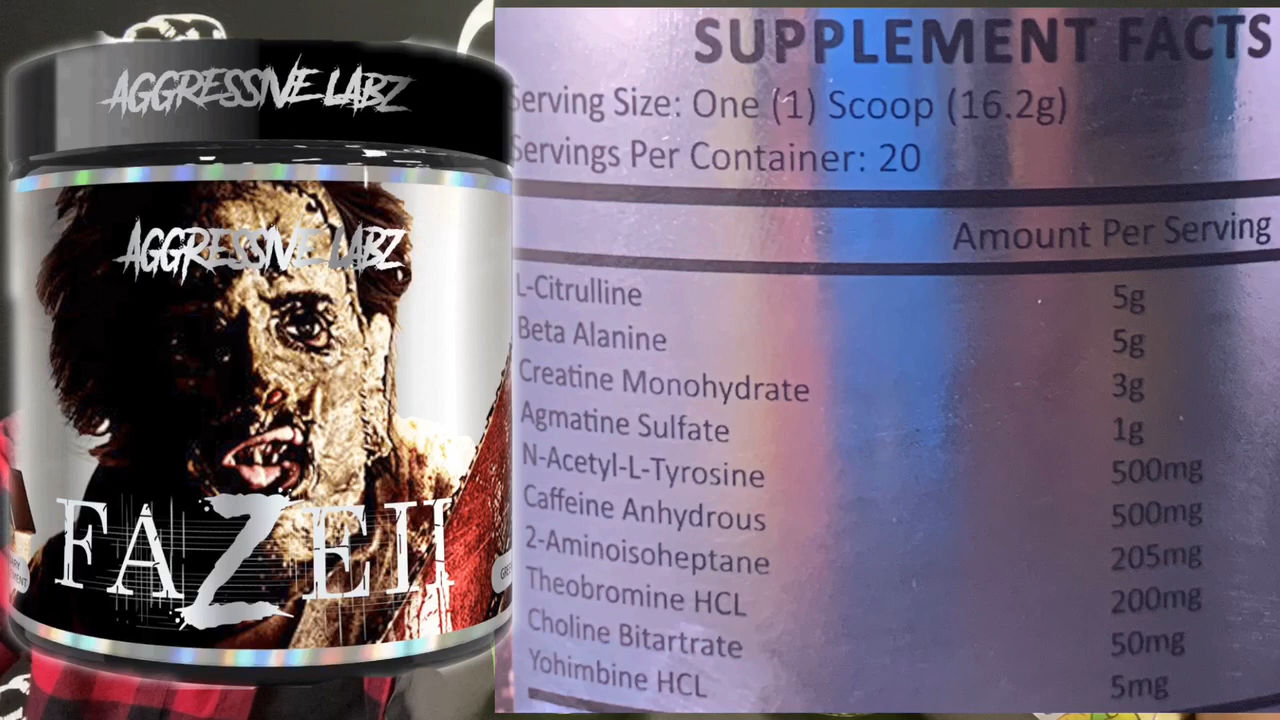 AGGRESSIVE LABZ
AGGRESSIVE LABZ
FAZEII
SUPPLEMENT FACTS
Serving Size: One (1) Scoop (16.2g)
Servings Per Container: 20
Amount Per Serving
L-Citrulline 5g
Beta Alanine 5g
Creatine Monohydrate 3g
Agmatine Sulfate 1g
N-Acetyl-L-Tyrosine 500mg
Caffeine Anhydrous 500mg
2-Aminoisoheptane 205mg
Theobromine HCL 200mg
Choline Bitartrate 50mg
Yohimbine HCL 5mg